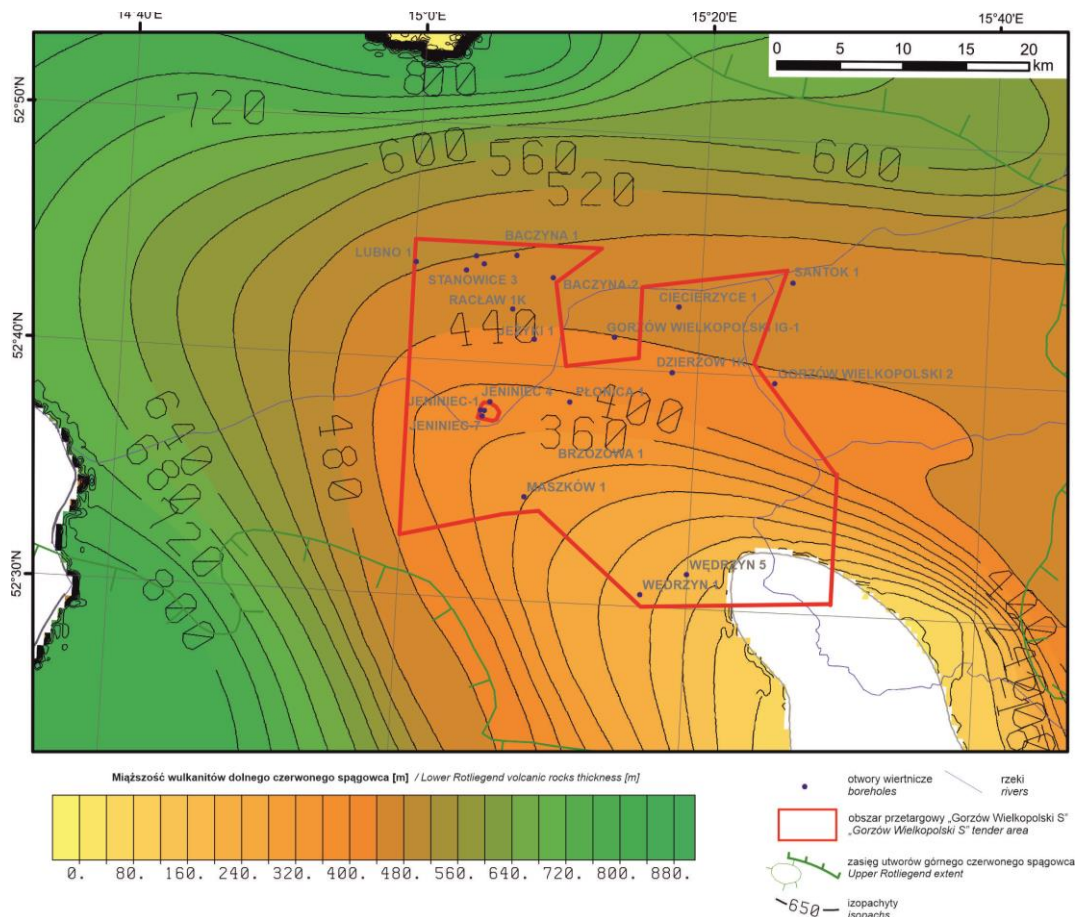 14°40'E 15°0'E 15°20'E 15°40'E
0 5 10 15 20
km
52°50'N
800
720
600 560 600
520
BACZYNA 1
LUBNO 1
STANOWICE 3 BACZYNA-2 SANTOK 1
RACŁAW 1K CIECIERZYCE 1
52°40'N
440 JEŻYKI 1 GORZÓW WIELKOPOLSKI IG-1
DZIERŻÓW 1K GORZÓW WIELKOPOLSKI 2
JENINIEC 4 PŁONICA 1
JENINIEC-1 400
JENINIEC-7 360
480 BRZOZOWA 1
640
680 MASZKÓW 1
720
52°30'N
WĘDRZYN 5
800 WĘDRZYN 1
400
440
Miąższość wulkanitów dolnego czerwonego spągowca [m] / Lower Rotliegend volcanic rocks thickness [m]
0. 80. 160. 240. 320. 400. 480. 560. 640. 720. 800. 880.
otwory wiertnicze
boreholes
rzeki
rivers
obszar przetargowy „Gorzów Wielkopolski S"
„Gorzów Wielkopolski S" tender area
zasięg utworów górnego czerwonego spągowca
Upper Rotliegend extent
650
izopachyty
isopachs